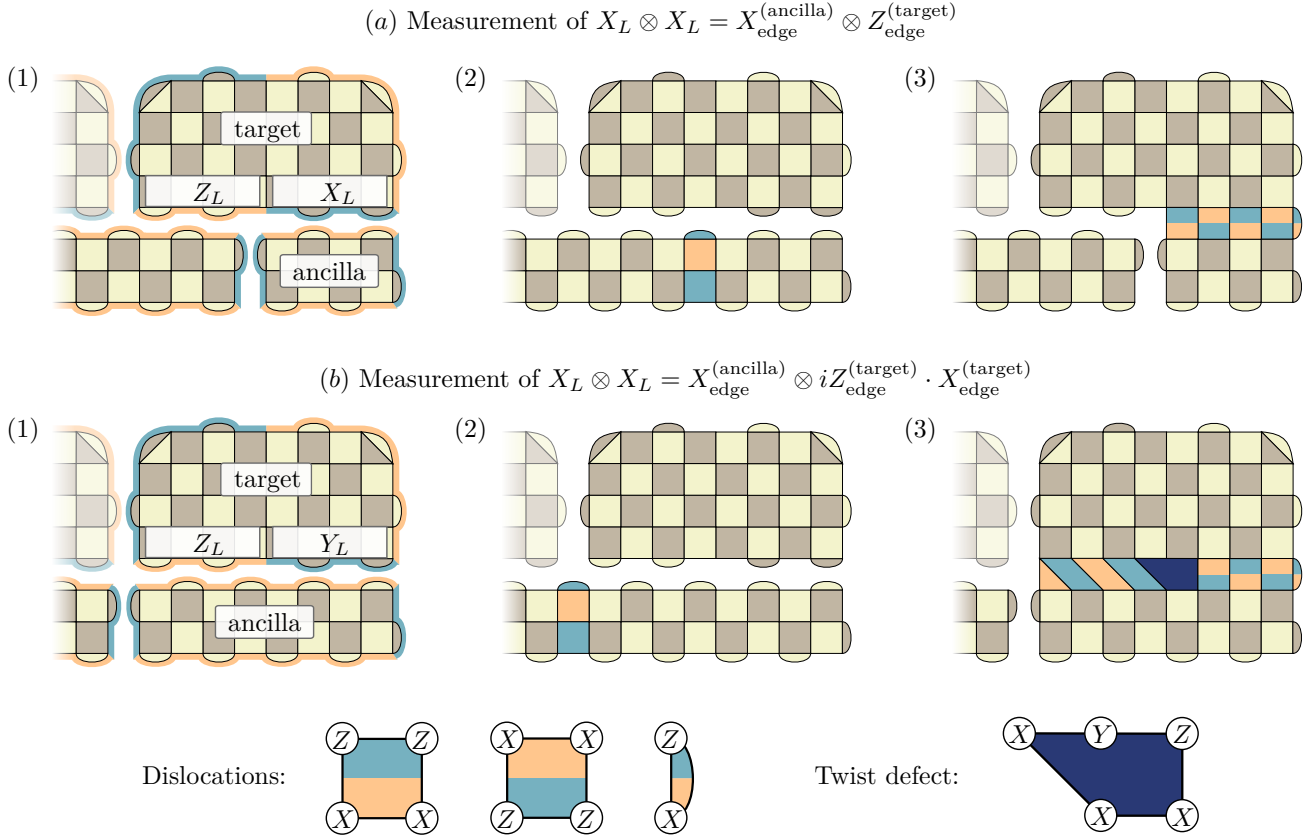 (a) Measurement of X_L ⊗ X_L = X_edge^(ancilla) ⊗ Z_edge^(target)
(1) (2) (3)
target
Z_L X_L
ancilla
(b) Measurement of X_L ⊗ X_L = X_edge^(ancilla) ⊗ iZ_edge^(target) · X_edge^(target)
(1) (2) (3)
target
Z_L Y_L
ancilla
Z Z X X Z X Y Z
Dislocations: Twist defect:
X X Z Z X X X